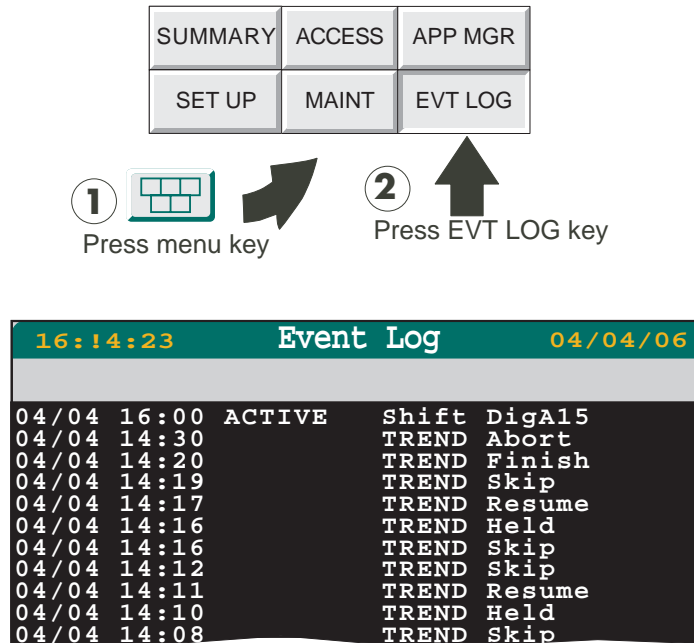 SUMMARY ACCESS APP MGR
SET UP MAINT EVT LOG
1 2
Press menu key Press EVT LOG key
16:!4:23 Event Log 04/04/06
04/04 16:00 ACTIVE Shift DigA15
04/04 14:30 TREND Abort
04/04 14:20 TREND Finish
04/04 14:19 TREND Skip
04/04 14:17 TREND Resume
04/04 14:16 TREND Held
04/04 14:16 TREND Skip
04/04 14:12 TREND Skip
04/04 14:11 TREND Resume
04/04 14:10 TREND Held
04/04 14:08 TREND Skip